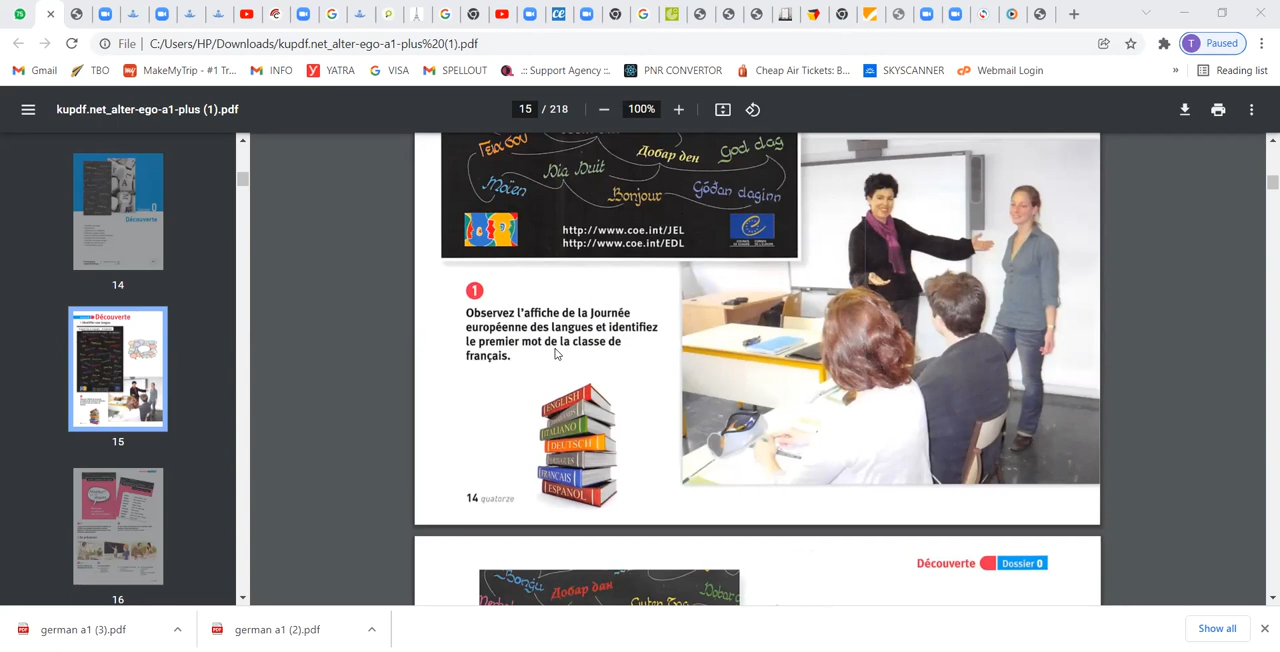 File
C:/Users/HP/Downloads/kupdf.net_alter-ego-a1-plus%20(1).pdf
T Paused
Gmail
TBO
MakeMyTrip - #1 Tr...
INFO
YATRA
VISA
SPELLOUT
.:: Support Agency ::.
PNR CONVERTOR
Cheap Air Tickets: B...
SKYSCANNER
Webmail Login
»
Reading list
kupdf.net_alter-ego-a1-plus (1).pdf
15 / 218
100%
Découverte
14
Découverte
15
16
Γειά σου
Добар ден
God dag
Dia Duit
Moïen
Bonjour
Góðan daginn
http://www.coe.int/JEL
http://www.coe.int/EDL
1
Observez l'affiche de la Journée
européenne des langues et identifiez
le premier mot de la classe de
français.
ENGLISH
ITALIANO
DEUTSCH
FRANÇAIS
ESPAÑOL
14 quatorze
Découverte Dossier 0
Bonġu
Добар дан
german a1 (3).pdf
german a1 (2).pdf
Show all